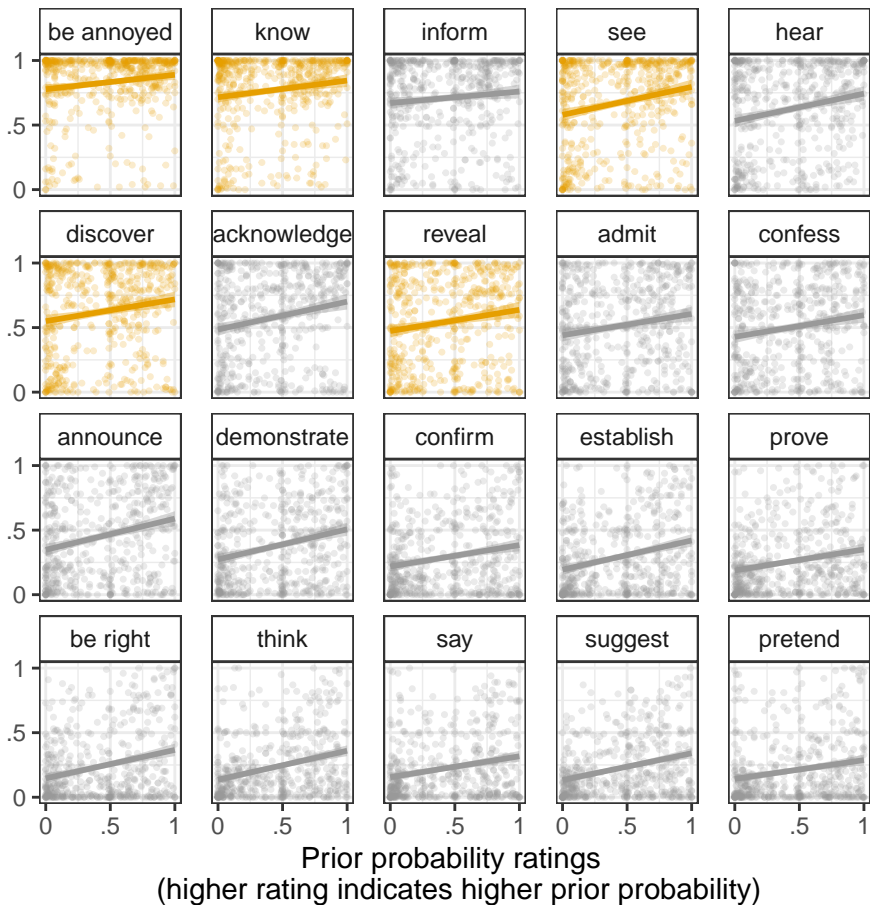 be annoyed know inform see hear
1
.5
0
discover acknowledge reveal admit confess
1
.5
0
announce demonstrate confirm establish prove
1
.5
0
be right think say suggest pretend
1
.5
0
0 .5 1 0 .5 1 0 .5 1 0 .5 1 0 .5 1
Prior probability ratings
(higher rating indicates higher prior probability)